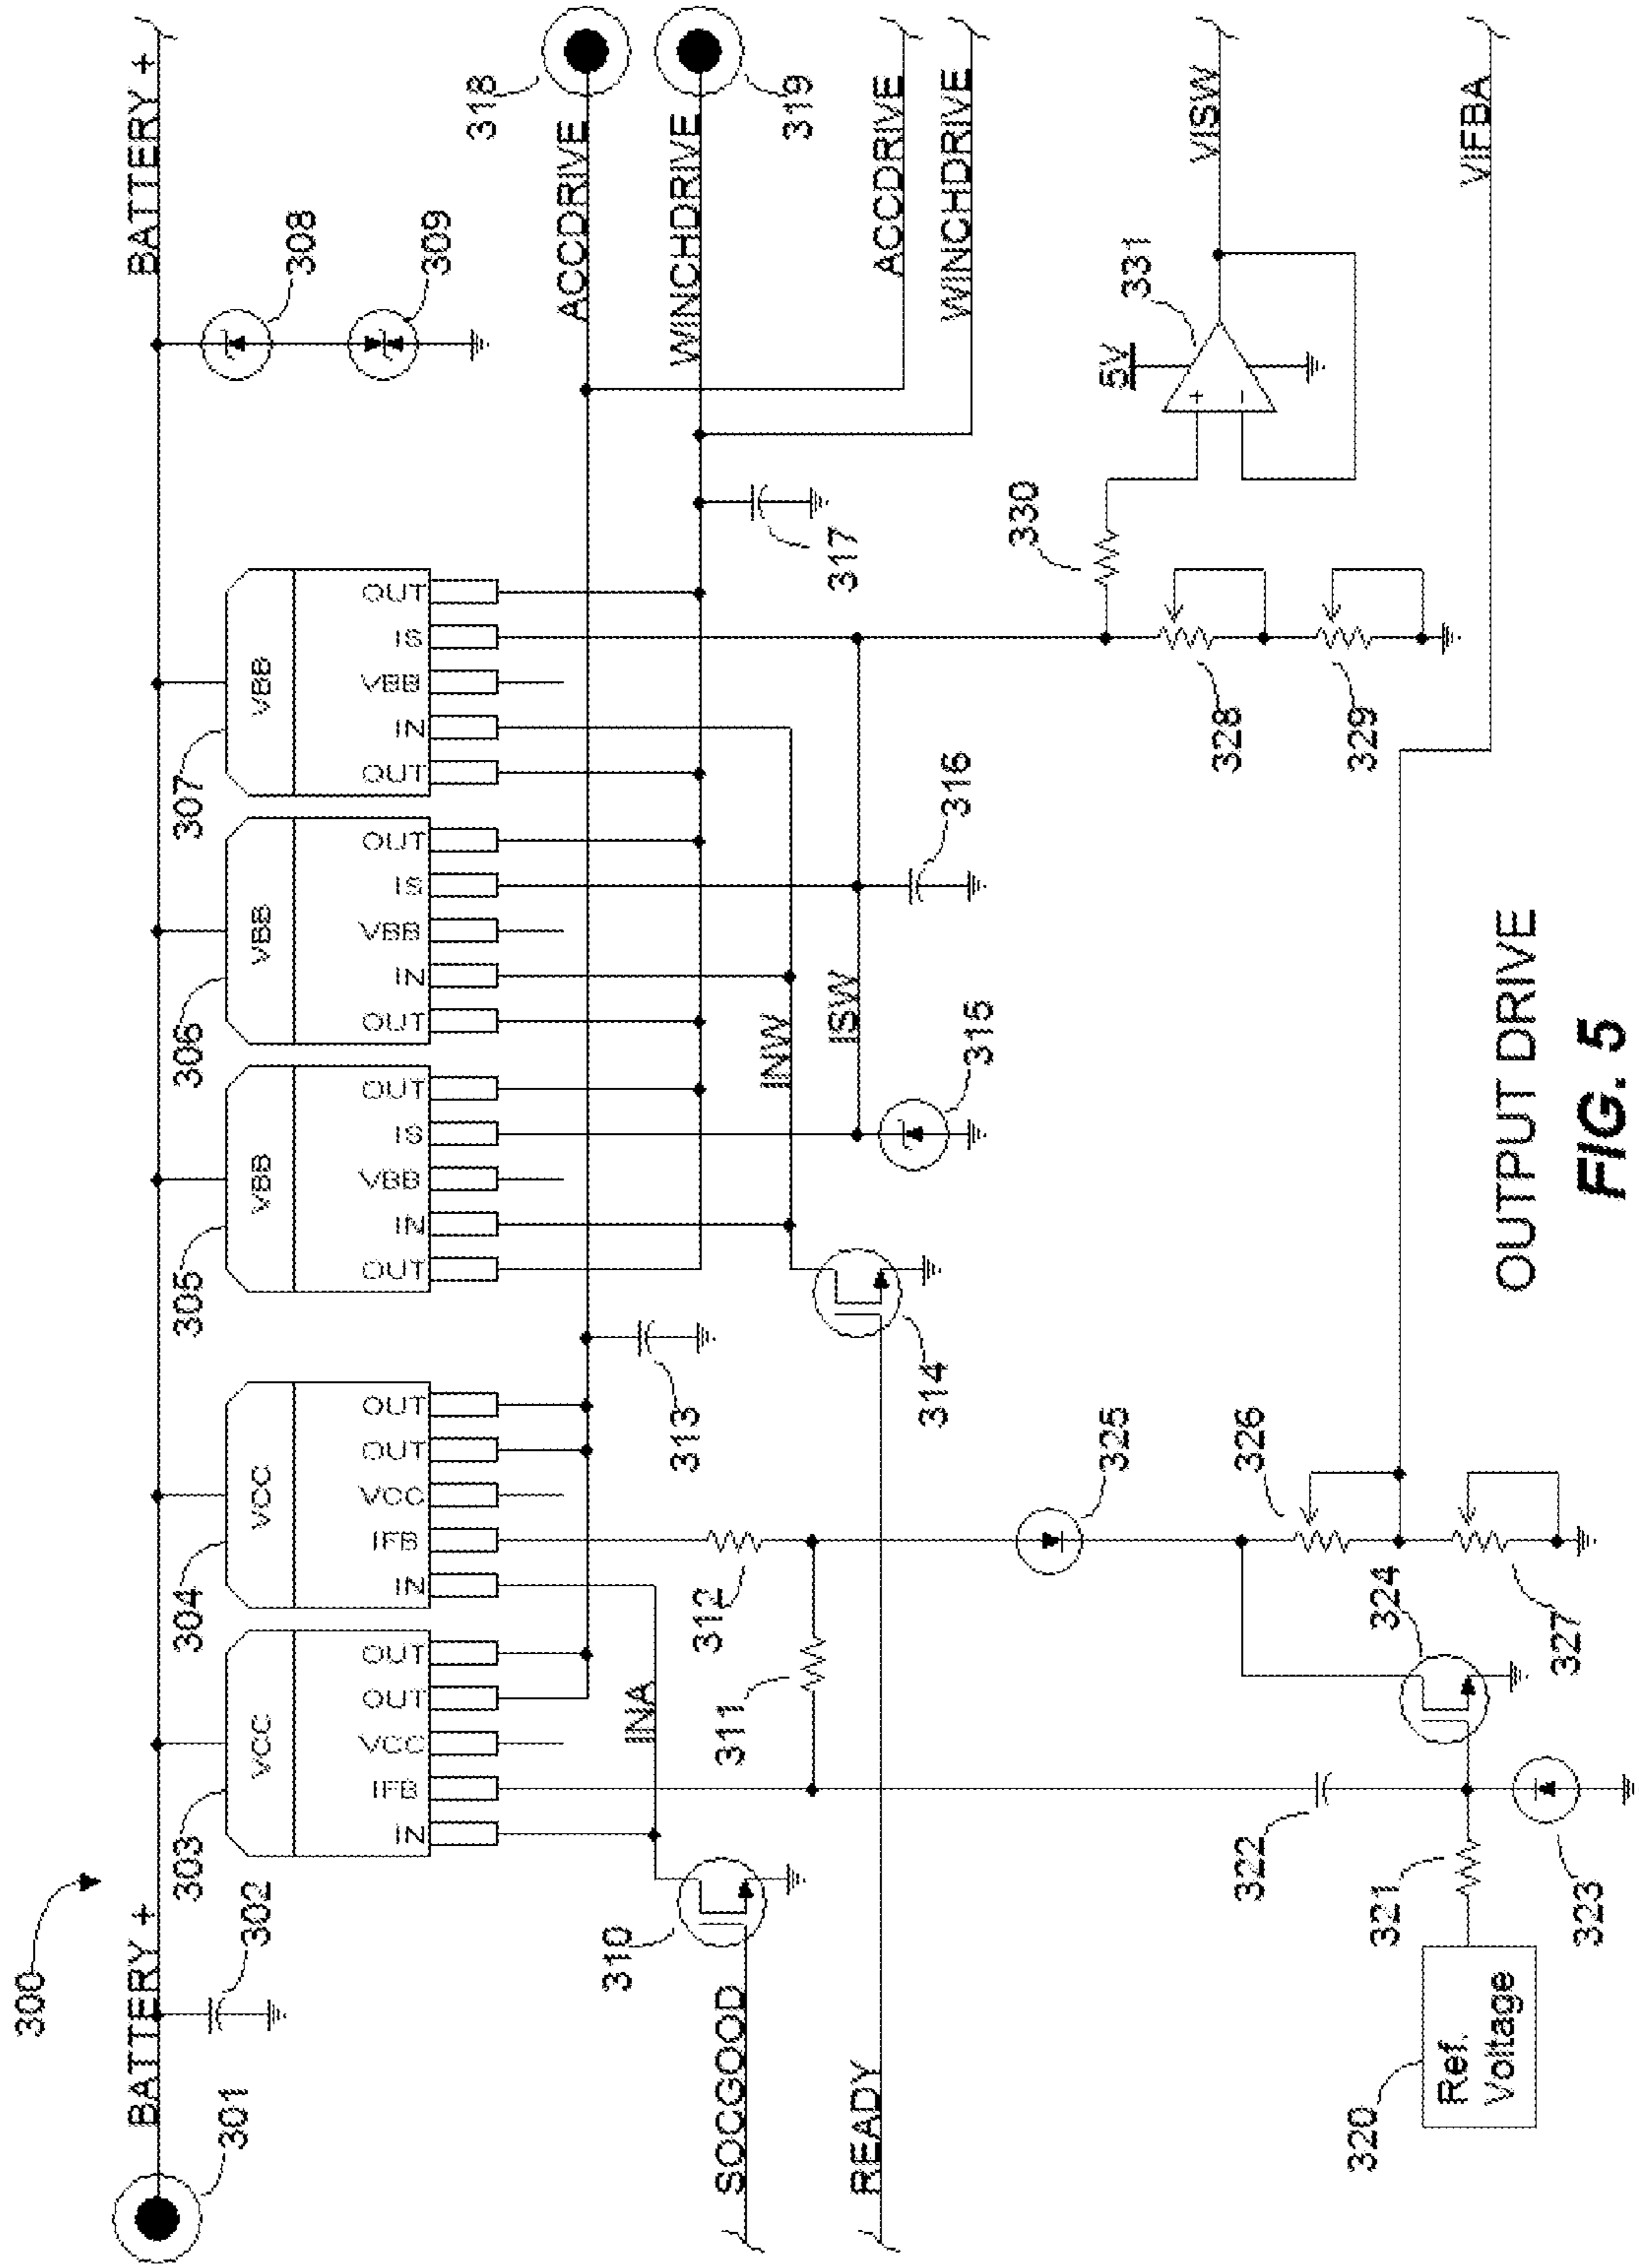 300
BATTERY +
BATTERY +
301
302
303
304
305
306
307
308
309
VCC
VCC
VBB
VBB
VBB
IN
IFB
VCC
OUT
OUT
IN
IFB
VCC
OUT
OUT
OUT
IN
VBB
IS
OUT
OUT
IN
VBB
IS
OUT
OUT
IN
VBB
IS
OUT
318
ACCDRIVE
WINCHDRIVE
319
ACCDRIVE
WINCHDRIVE
310
INA
311
312
313
SOCGOOD
READY
314
INW
ISW
315
316
317
330
5V
331
+
-
VISW
328
329
VIFBA
320
Ref.
Voltage
321
322
323
324
325
326
327
OUTPUT DRIVE
FIG. 5